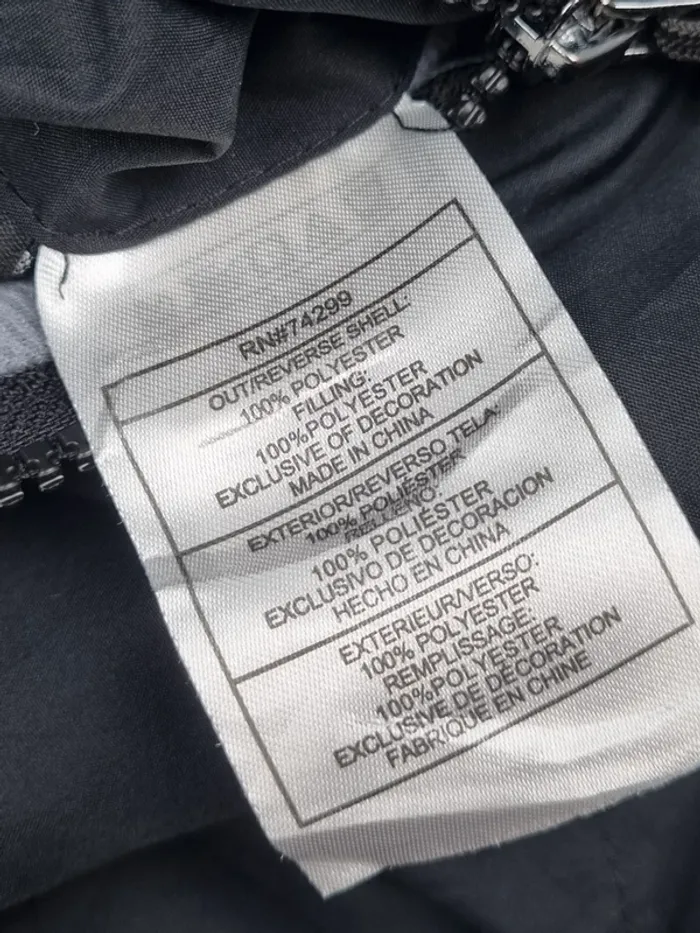 RN#74299
OUT/REVERSE SHELL:
100% POLYESTER
FILLING:
100%POLYESTER
EXCLUSIVE OF DECORATION
MADE IN CHINA
EXTERIOR/REVERSO TELA:
100% POLIÉSTER
RELLENO:
100% POLIÉSTER
EXCLUSIVO DE DECORACION
HECHO EN CHINA
EXTERIEUR/VERSO:
100% POLYESTER
REMPLISSAGE:
100%POLYESTER
EXCLUSIVE DE DÉCORATION
FABRIQUE EN CHINE